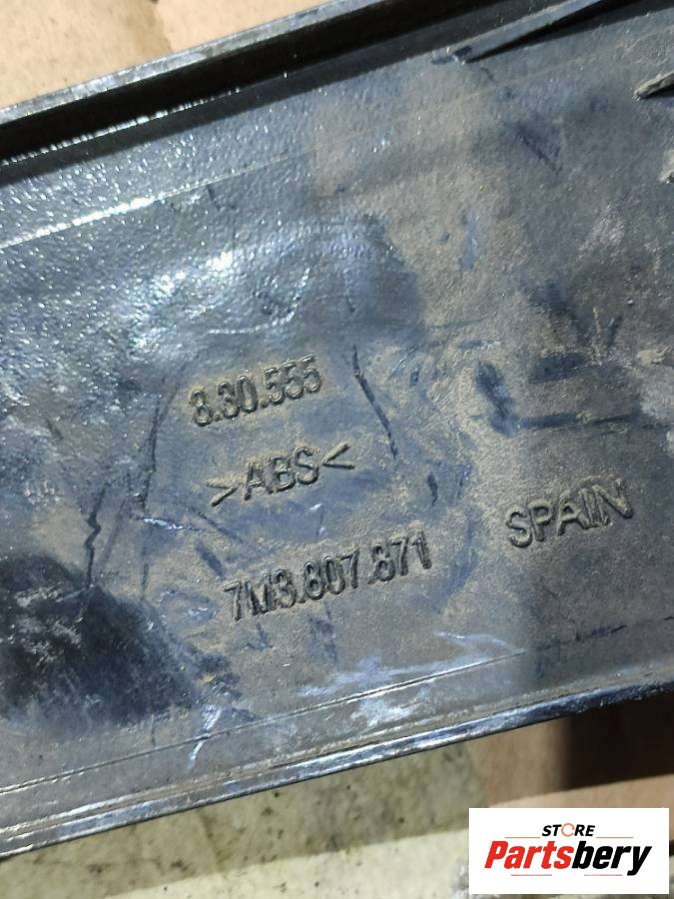 8.30.555
>ABS<
SPAIN
7M3.807.871
STORE
Partsbery